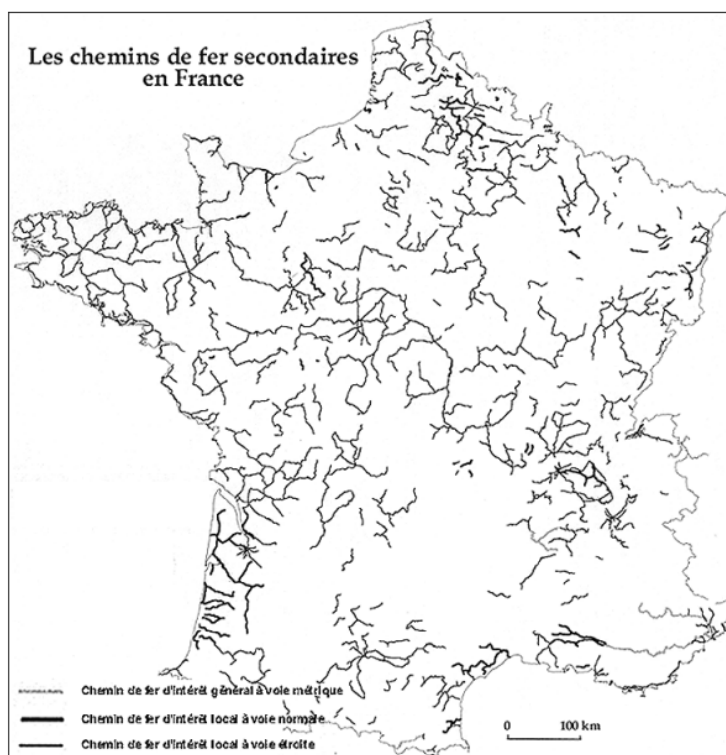 Les chemins de fer secondaires
en France
Chemin de fer d'intérêt général à voie métrique
Chemin de fer d'intérêt local à voie normale
Chemin de fer d'intérêt local à voie étroite
0 100 km